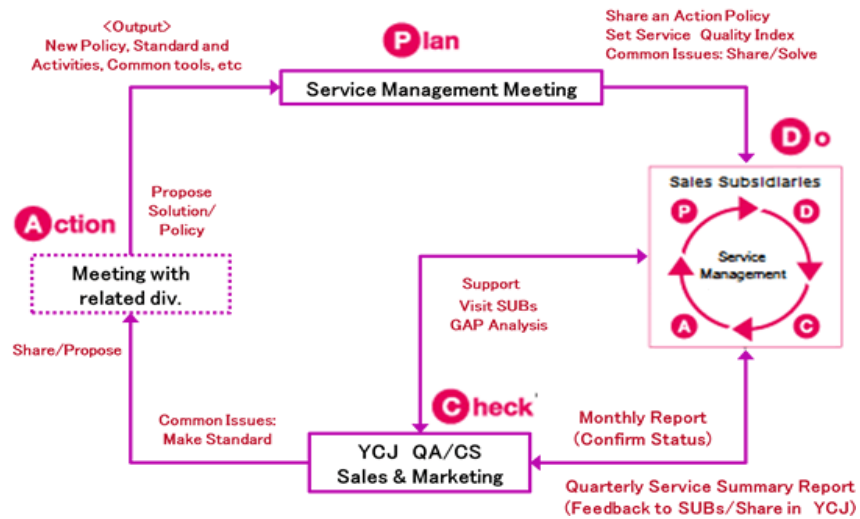 <Output>
New Policy, Standard and
Activities, Common tools, etc
Plan
Share an Action Policy
Set Service Quality Index
Common Issues: Share/Solve
Service Management Meeting
Do
Sales Subsidiaries
P
D
Service
Management
A
C
Action
Propose
Solution/
Policy
Meeting with
related div.
Support
Visit SUBs
GAP Analysis
Share/Propose
Check'
Common Issues:
Make Standard
YCJ QA/CS
Sales & Marketing
Monthly Report
(Confirm Status)
Quarterly Service Summary Report
(Feedback to SUBs/Share in YCJ)